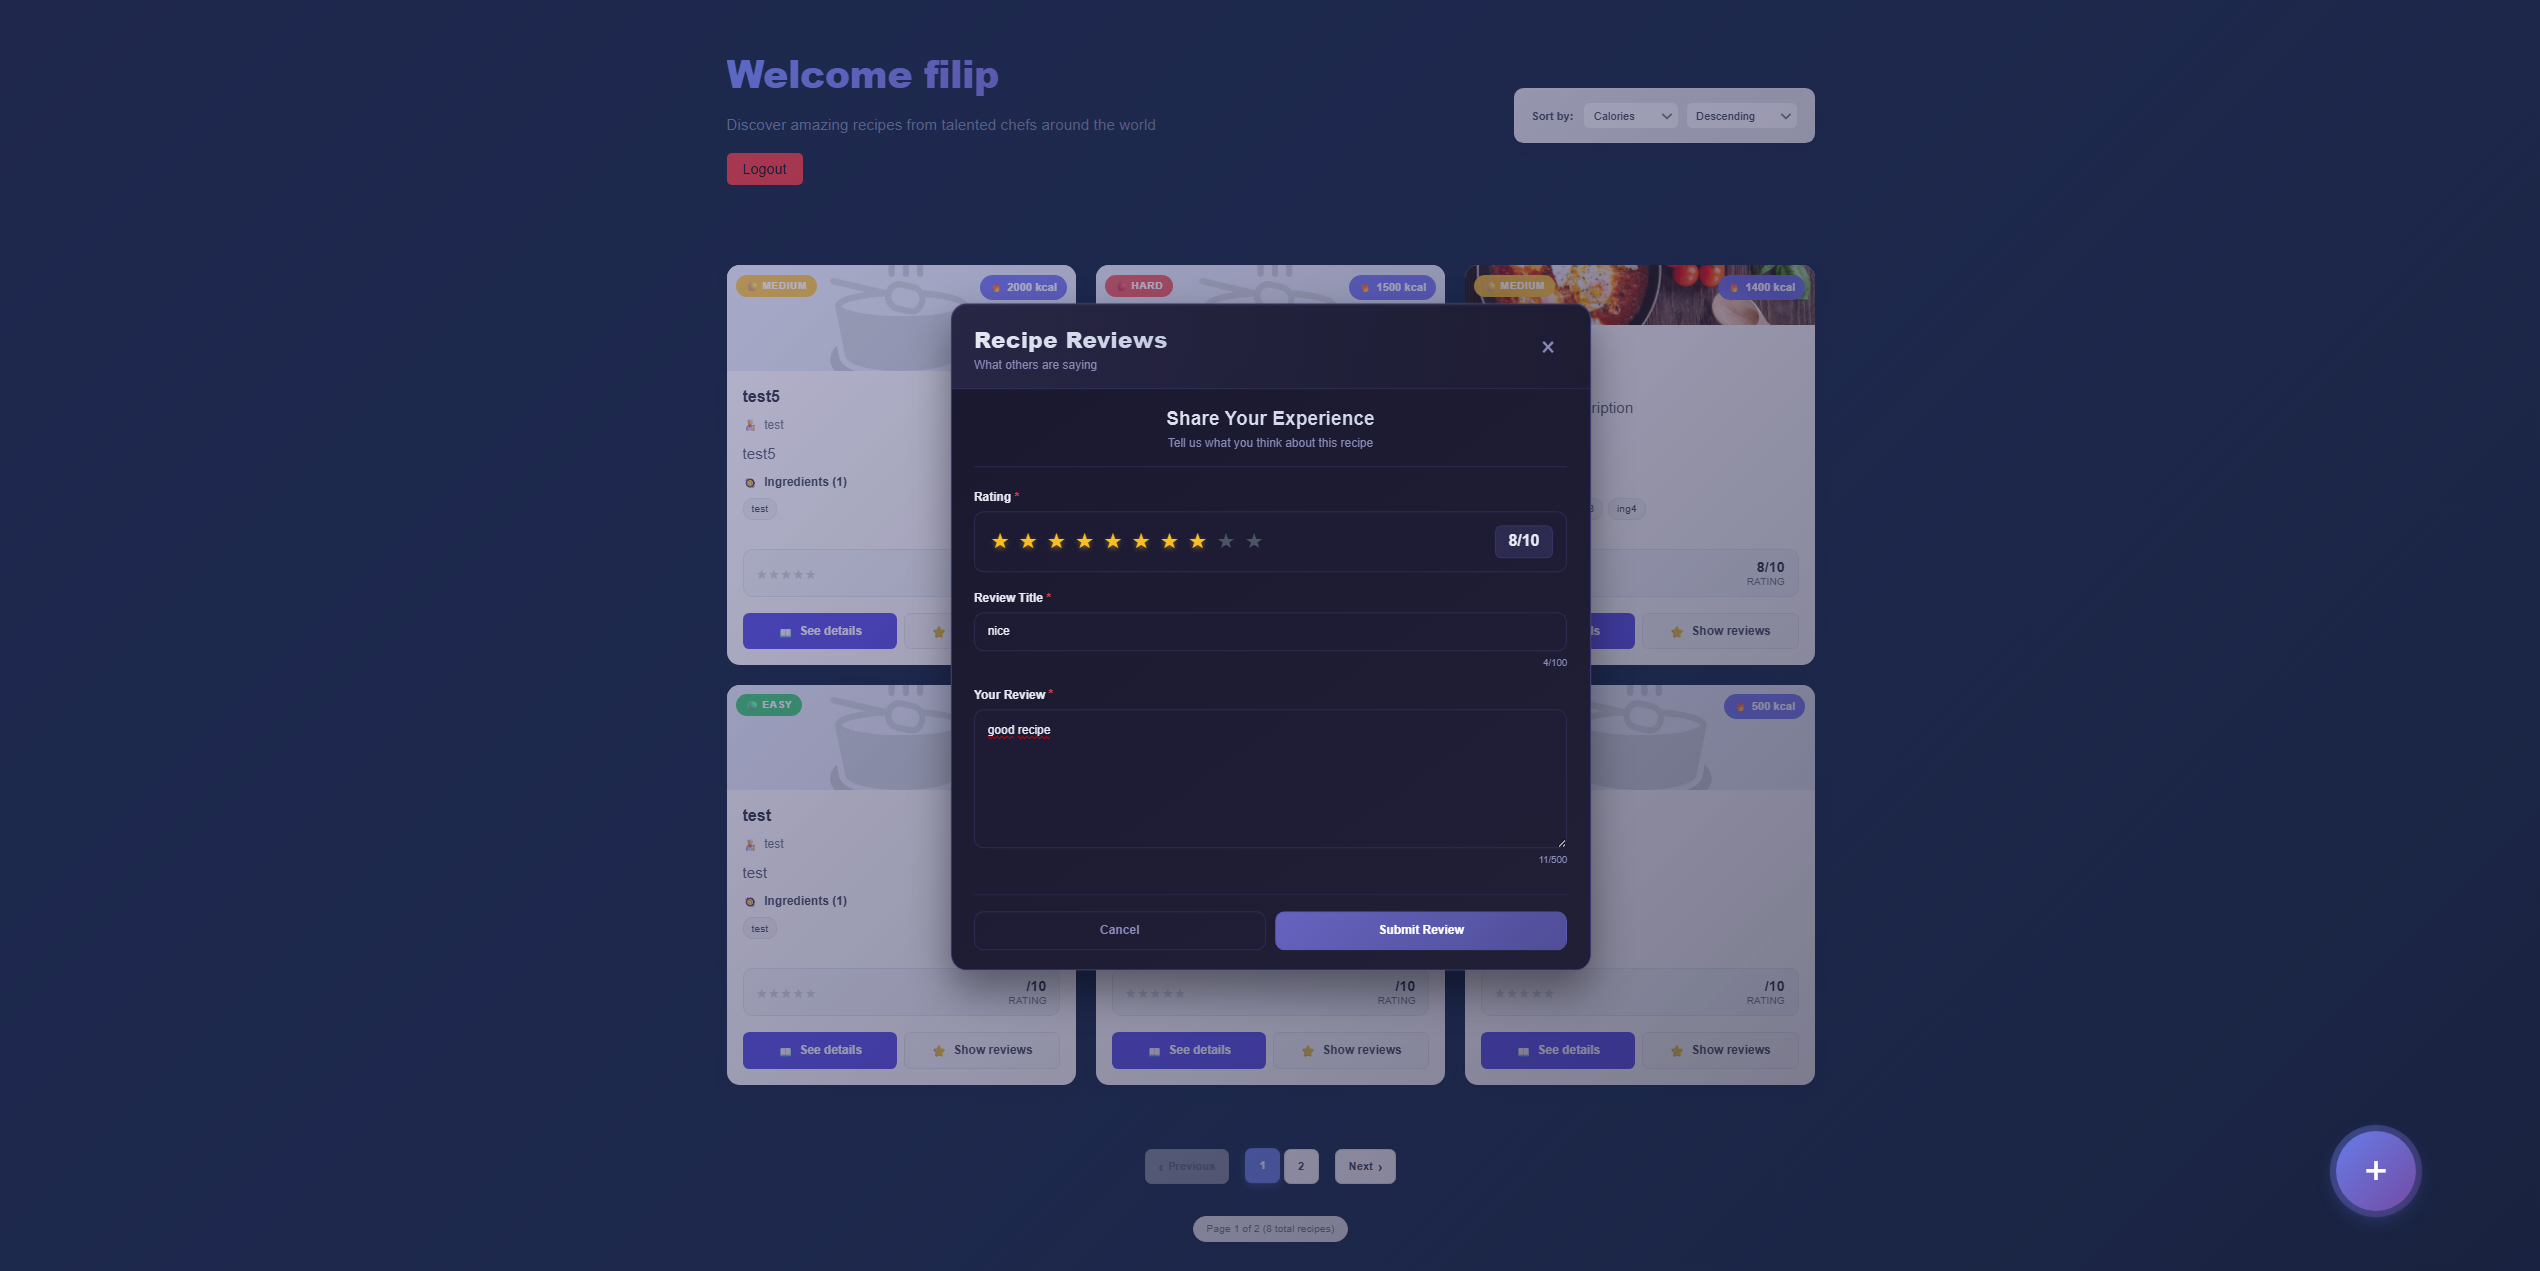 Welcome filip
Discover amazing recipes from talented chefs around the world
Logout
Sort by: Calories Descending
MEDIUM 2000 kcal
HARD 1500 kcal
MEDIUM 1400 kcal
Recipe Reviews
What others are saying
×
Share Your Experience
Tell us what you think about this recipe
Rating *
8/10
Review Title *
nice
4/100
Your Review *
good recipe
11/500
Cancel Submit Review
test5
test
test5
Ingredients (1)
test
See details
ription
ing4
8/10
RATING
ls Show reviews
EASY
500 kcal
test
test
test
Ingredients (1)
test
/10
RATING
/10
RATING
/10
RATING
See details Show reviews
See details Show reviews
See details Show reviews
‹ Previous 1 2 Next ›
Page 1 of 2 (8 total recipes)
+